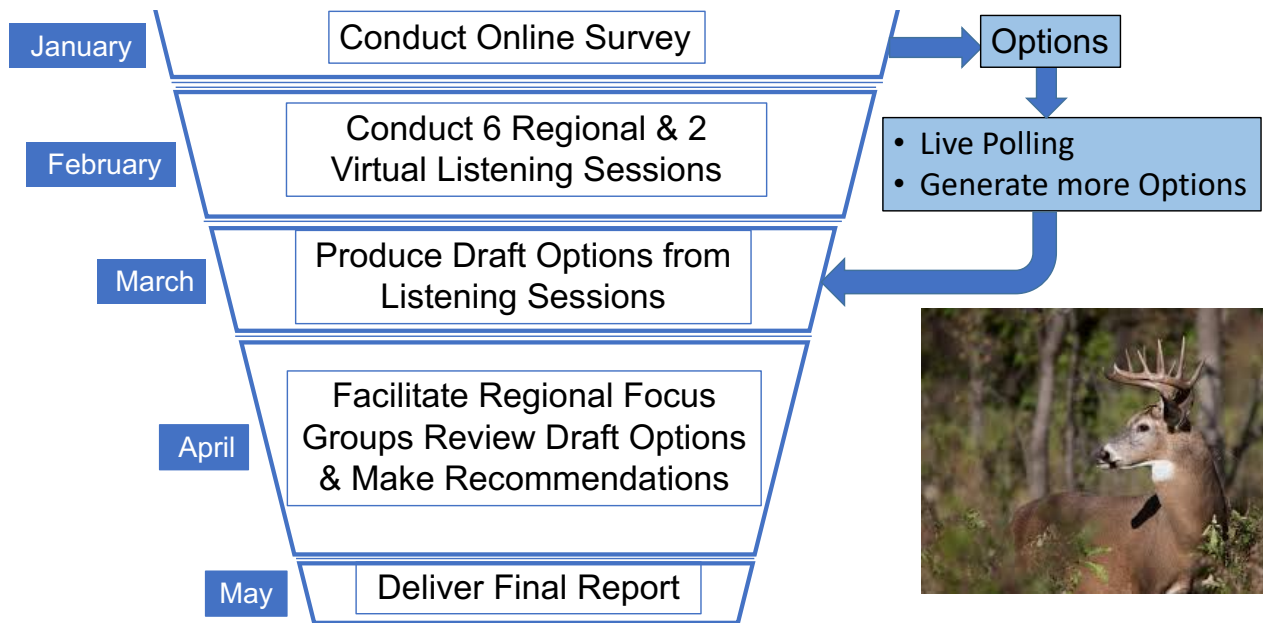 January
Conduct Online Survey
Options
February
Conduct 6 Regional & 2
Virtual Listening Sessions
• Live Polling
• Generate more Options
March
Produce Draft Options from
Listening Sessions
April
Facilitate Regional Focus
Groups Review Draft Options
& Make Recommendations
May
Deliver Final Report